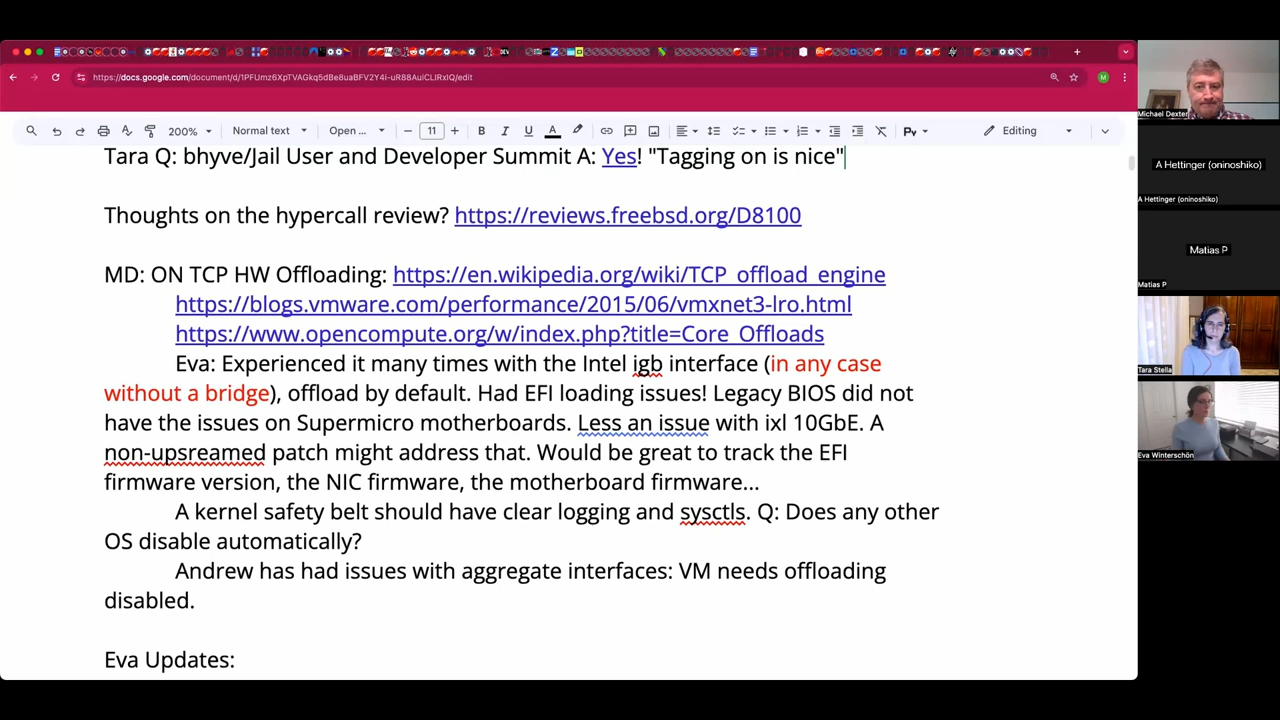 https://docs.google.com/document/d/1PFUmz6XpTVAGkq5dBe8uaBFV2Y4i-uR88AuiCLIRxIQ/edit
M
200%
Normal text
Open ...
11
B
I
U
A
Editing
Tara Q: bhyve/Jail User and Developer Summit A: Yes! "Tagging on is nice"
Thoughts on the hypercall review? https://reviews.freebsd.org/D8100
MD: ON TCP HW Offloading: https://en.wikipedia.org/wiki/TCP_offload_engine
https://blogs.vmware.com/performance/2015/06/vmxnet3-lro.html
https://www.opencompute.org/w/index.php?title=Core_Offloads
Eva: Experienced it many times with the Intel igb interface (in any case
without a bridge), offload by default. Had EFI loading issues! Legacy BIOS did not
have the issues on Supermicro motherboards. Less an issue with ixl 10GbE. A
non-upsreamed patch might address that. Would be great to track the EFI
firmware version, the NIC firmware, the motherboard firmware...
A kernel safety belt should have clear logging and sysctls. Q: Does any other
OS disable automatically?
Andrew has had issues with aggregate interfaces: VM needs offloading
disabled.
Eva Updates:
Michael Dexter
A Hettinger (oninoshiko)
A Hettinger (oninoshiko)
Matias P
Matias P
Tara Stella
Eva Winterschön